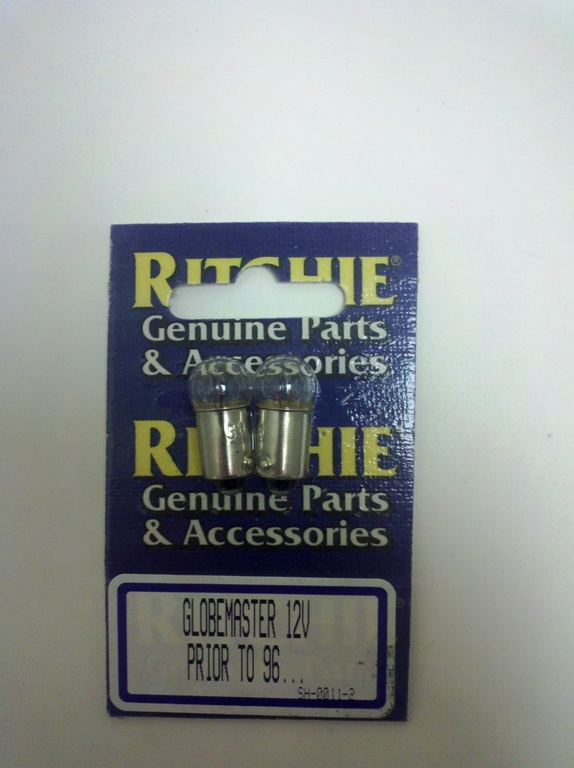 RITCHIE®
Genuine Parts
& Accessories
RITCHIE
Genuine Parts
& Accessories
GLOBEMASTER 12V
PRIOR TO 96...
SH-0011-2